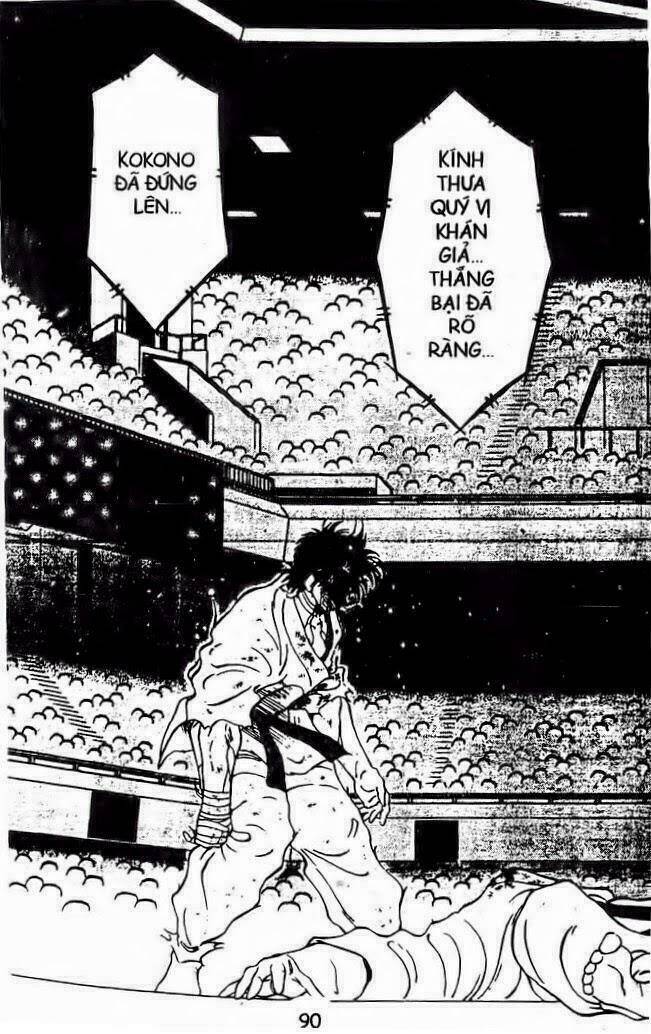 KÍNH
THƯA
QUÝ VỊ
KHÁN
GIẢ...
THẮNG
BẠI ĐÃ
RÕ
RÀNG...
KOKONO
ĐÃ ĐỨNG
LÊN...
90